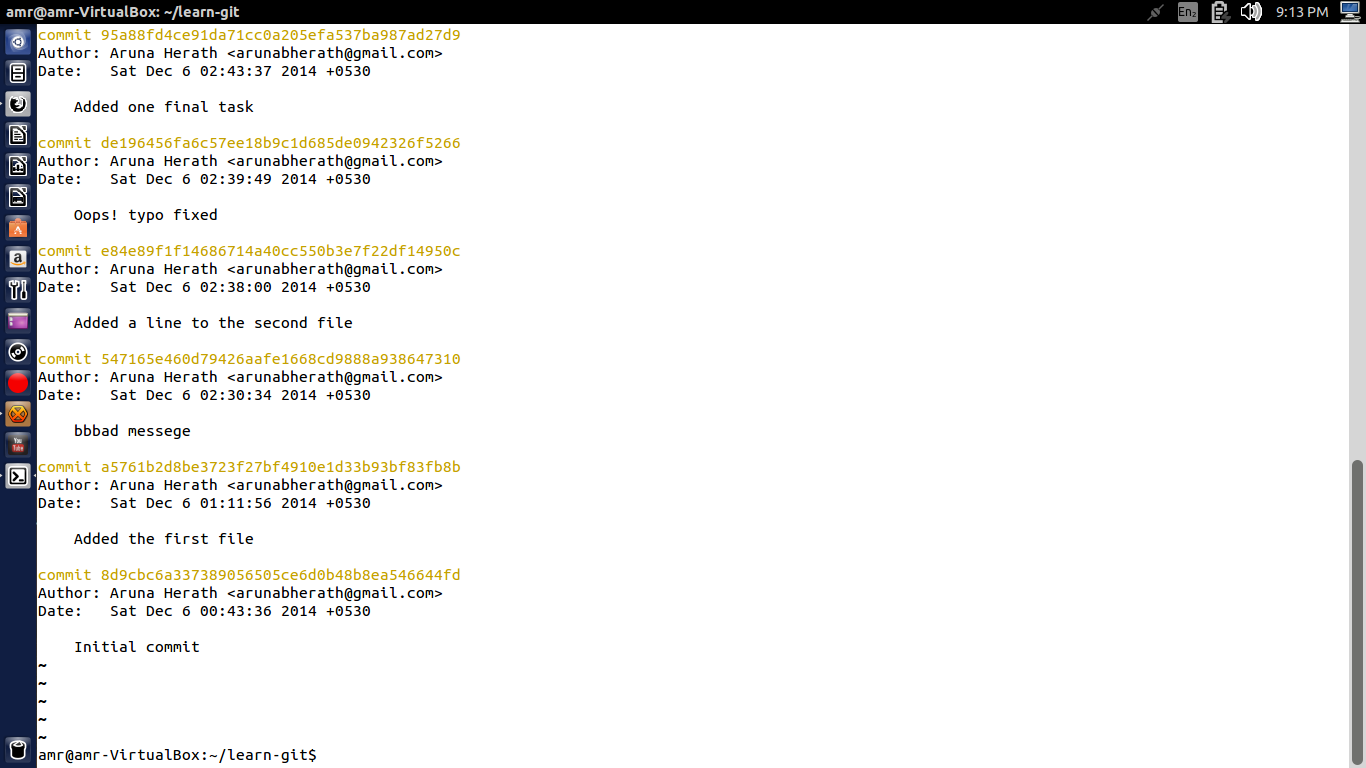 amr@amr-VirtualBox: ~/learn-git
En2
9:13 PM
commit 95a88fd4ce91da71cc0a205efa537ba987ad27d9
Author: Aruna Herath <arunabherath@gmail.com>
Date:   Sat Dec 6 02:43:37 2014 +0530
Added one final task
commit de196456fa6c57ee18b9c1d685de0942326f5266
Author: Aruna Herath <arunabherath@gmail.com>
Date:   Sat Dec 6 02:39:49 2014 +0530
Oops! typo fixed
commit e84e89f1f14686714a40cc550b3e7f22df14950c
Author: Aruna Herath <arunabherath@gmail.com>
Date:   Sat Dec 6 02:38:00 2014 +0530
Added a line to the second file
commit 547165e460d79426aafe1668cd9888a938647310
Author: Aruna Herath <arunabherath@gmail.com>
Date:   Sat Dec 6 02:30:34 2014 +0530
bbbad messege
commit a5761b2d8be3723f27bf4910e1d33b93bf83fb8b
Author: Aruna Herath <arunabherath@gmail.com>
Date:   Sat Dec 6 01:11:56 2014 +0530
Added the first file
commit 8d9cbc6a337389056505ce6d0b48b8ea546644fd
Author: Aruna Herath <arunabherath@gmail.com>
Date:   Sat Dec 6 00:43:36 2014 +0530
Initial commit
~
~
~
~
~
amr@amr-VirtualBox:~/learn-git$
a
You
Tube